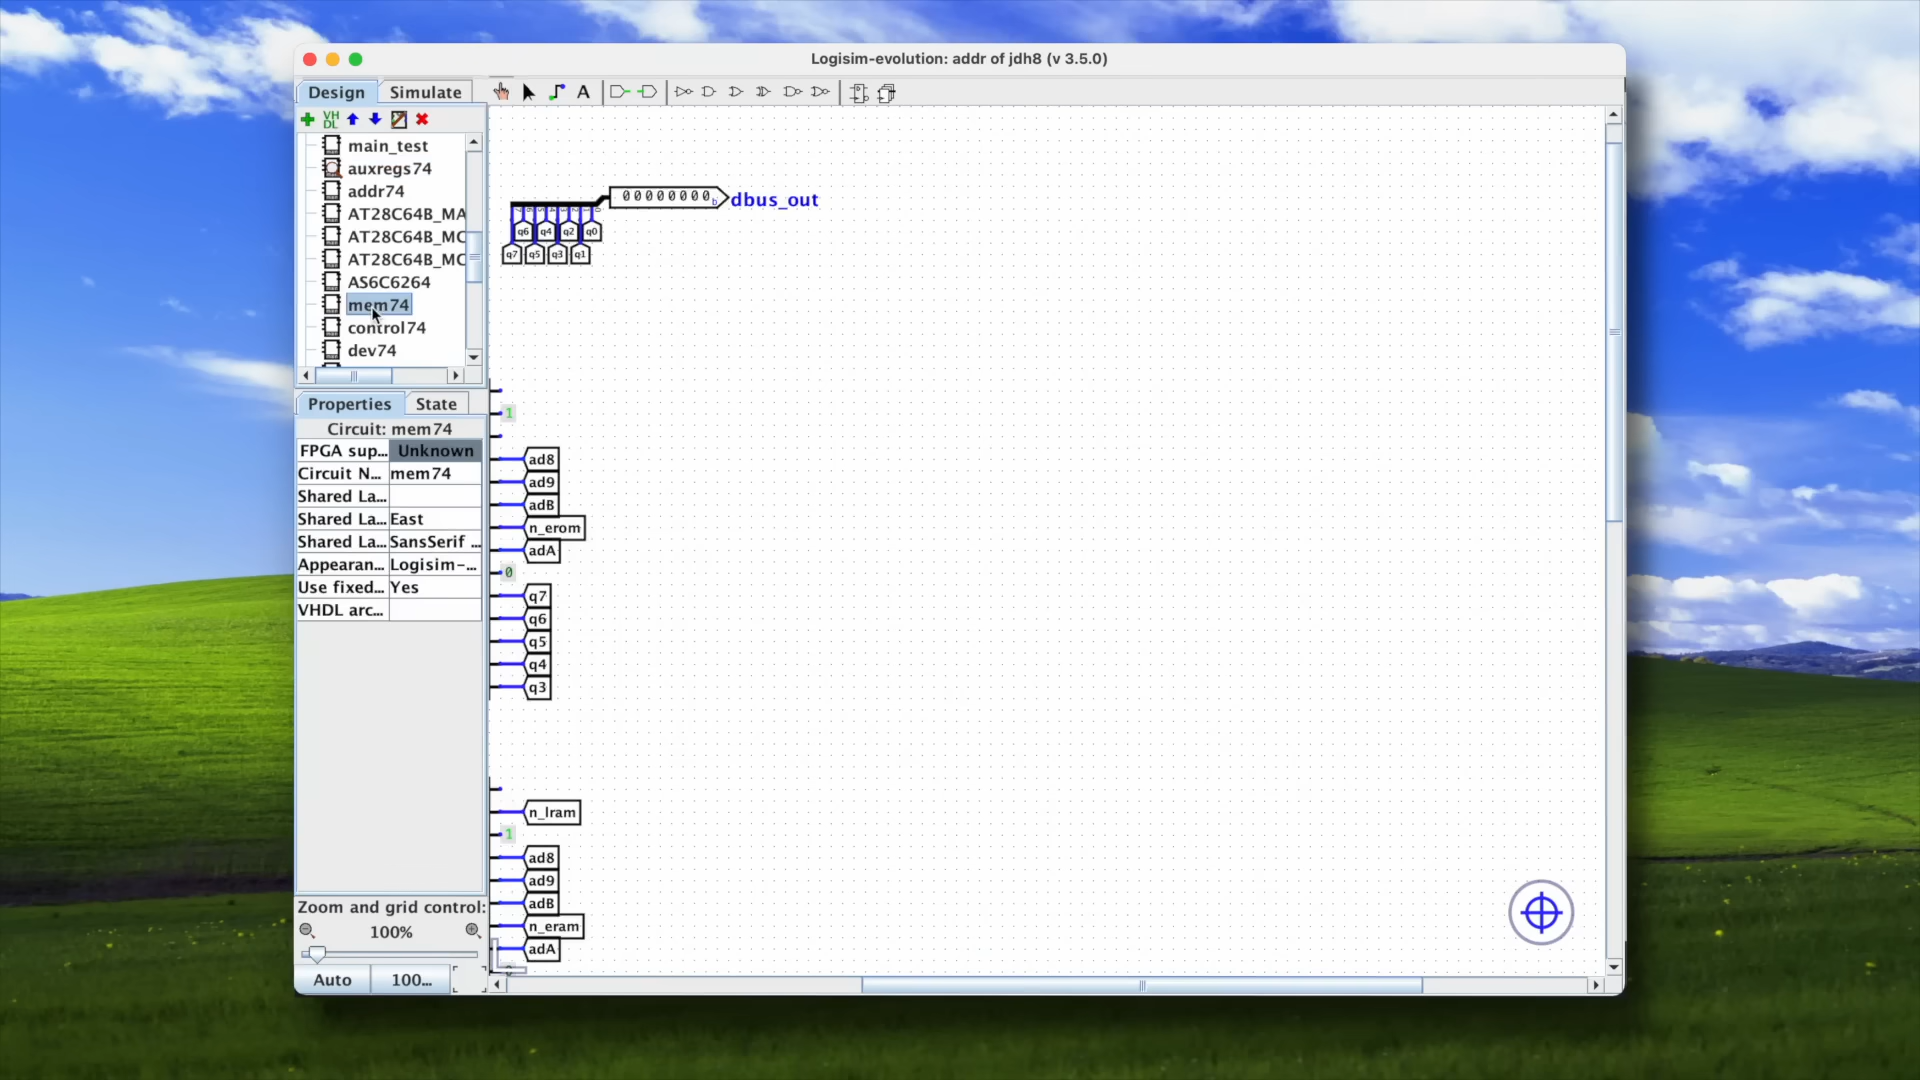 Logisim-evolution: addr of jdh8 (v 3.5.0)
Design
Simulate
A
VH
DL
main_test
auxregs74
addr74
AT28C64B_MA
AT28C64B_MC
AT28C64B_MC
AS6C6264
mem74
control74
dev74
Properties
State
Circuit: mem74
FPGA sup... Unknown
Circuit N... mem74
Shared La...
Shared La... East
Shared La... SansSerif ...
Appearan... Logisim-...
Use fixed... Yes
VHDL arc...
Zoom and grid control:
100%
Auto
100...
00000000b
dbus_out
q6 q4 q2 q0
q7 q5 q3 q1
1
ad8
ad9
adB
n_erom
adA
0
q7
q6
q5
q4
q3
n_lram
1
ad8
ad9
adB
n_eram
adA